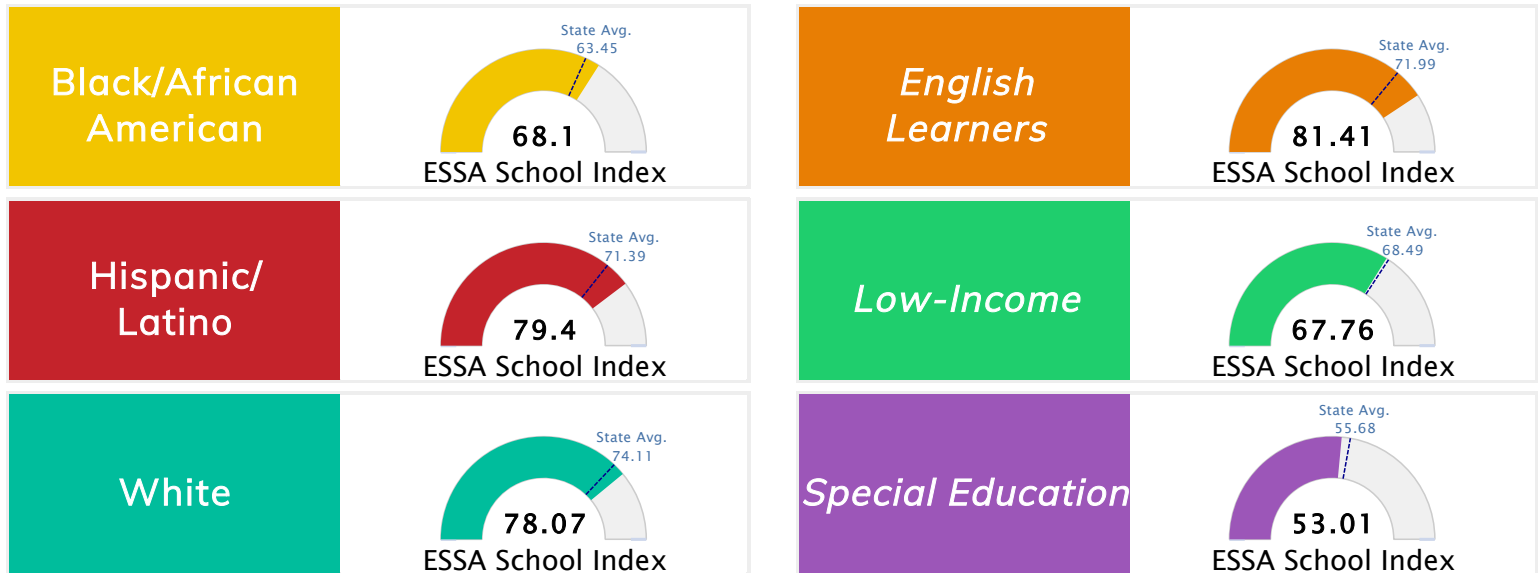 Black/African
American
State Avg.
63.45
68.1
ESSA School Index
English
Learners
State Avg.
71.99
81.41
ESSA School Index
Hispanic/
Latino
State Avg.
71.39
79.4
ESSA School Index
Low-Income
State Avg.
68.49
67.76
ESSA School Index
White
State Avg.
74.11
78.07
ESSA School Index
Special Education
State Avg.
55.68
53.01
ESSA School Index